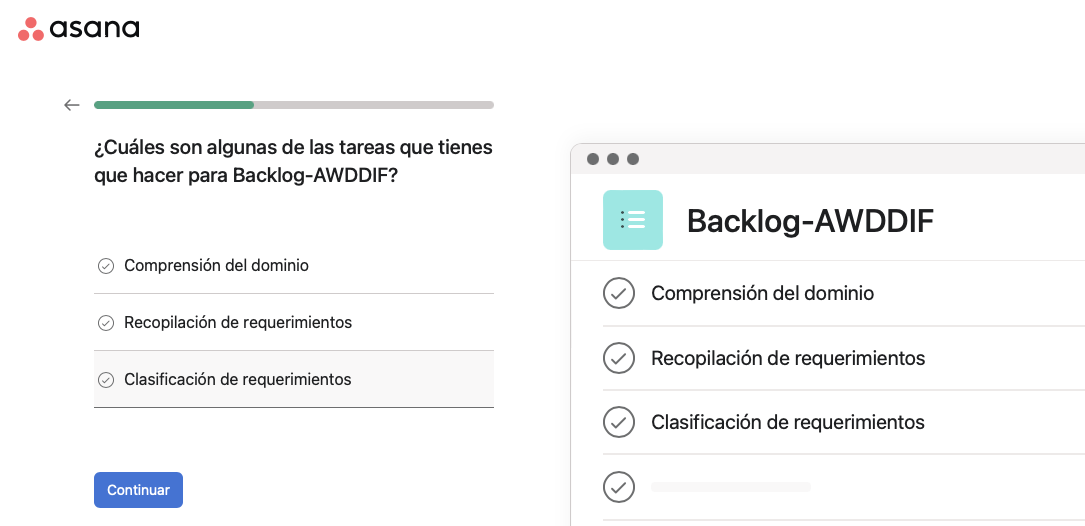 asana
¿Cuáles son algunas de las tareas que tienes
que hacer para Backlog-AWDDIF?
Comprensión del dominio
Recopilación de requerimientos
Clasificación de requerimientos
Continuar
Backlog-AWDDIF
Comprensión del dominio
Recopilación de requerimientos
Clasificación de requerimientos